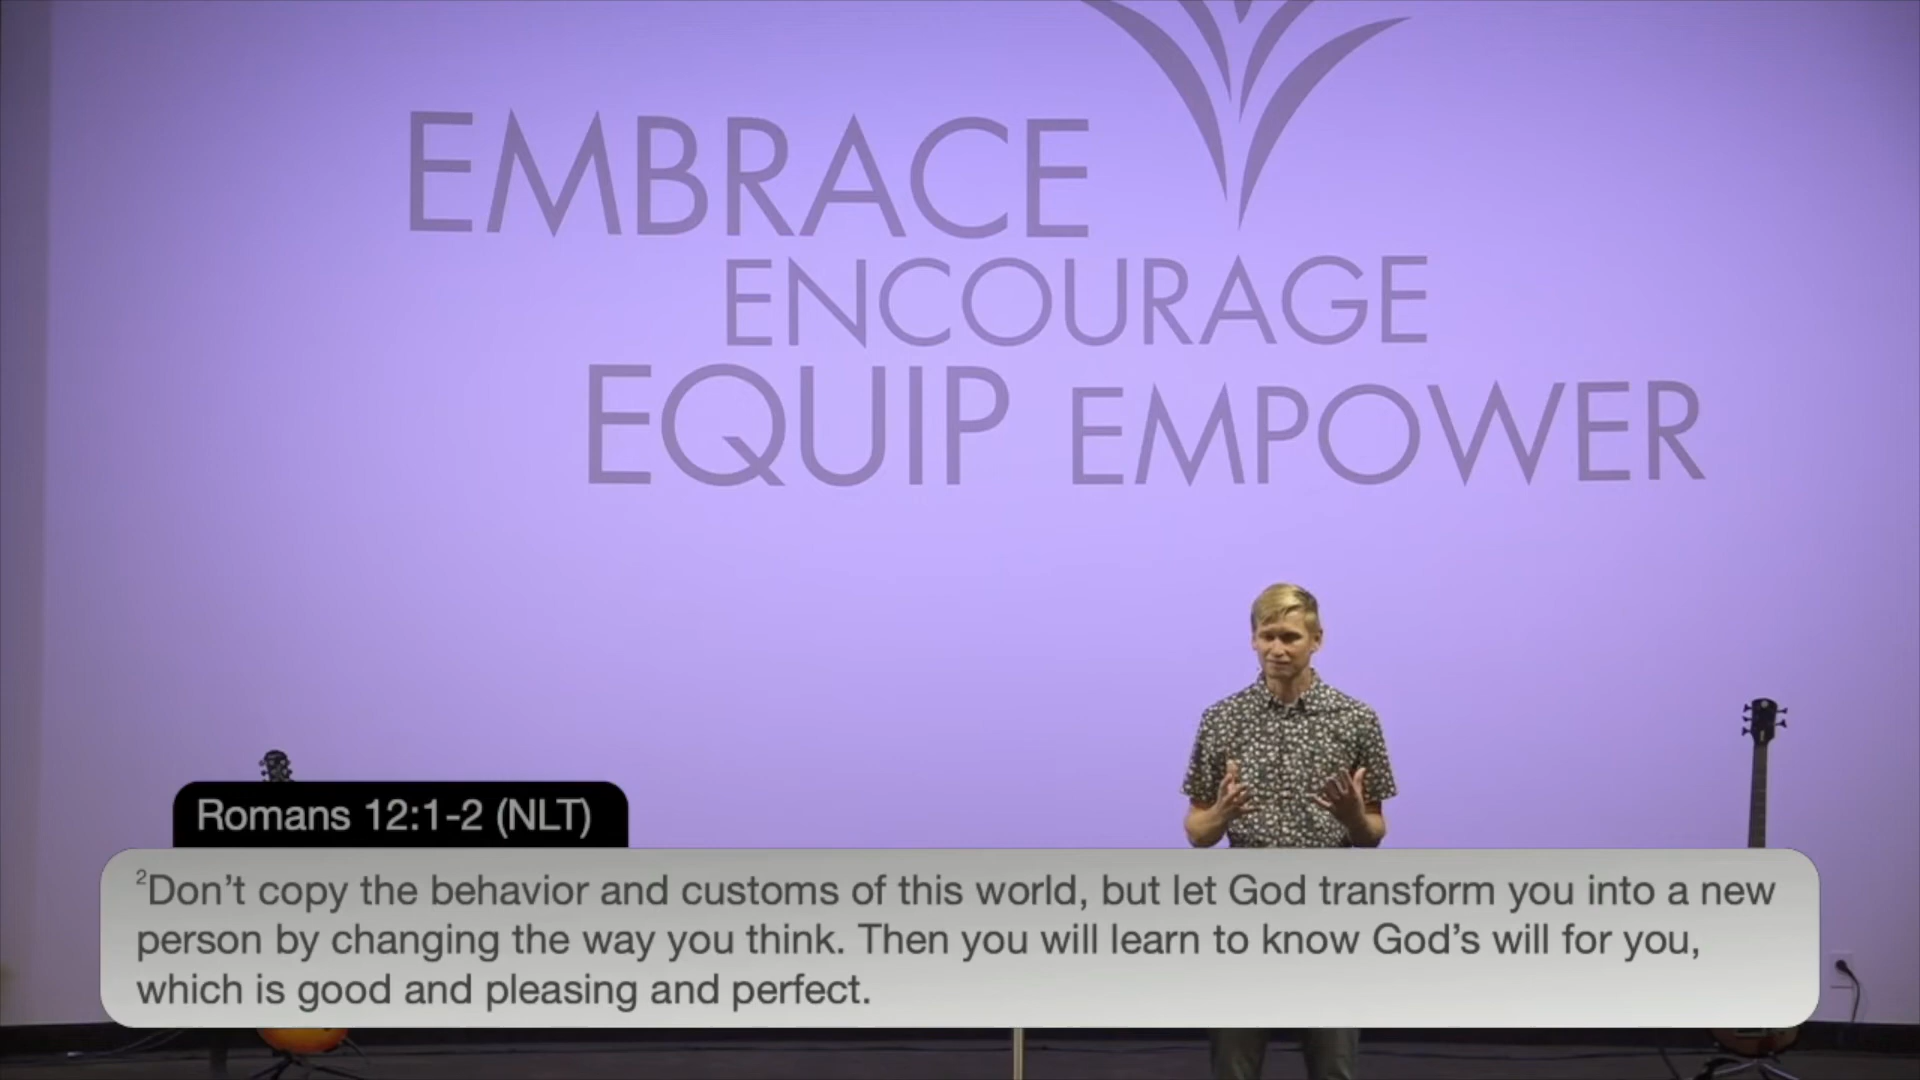 EMBRACE
ENCOURAGE
EQUIP EMPOWER
Romans 12:1-2 (NLT)
²Don’t copy the behavior and customs of this world, but let God transform you into a new
person by changing the way you think. Then you will learn to know God’s will for you,
which is good and pleasing and perfect.